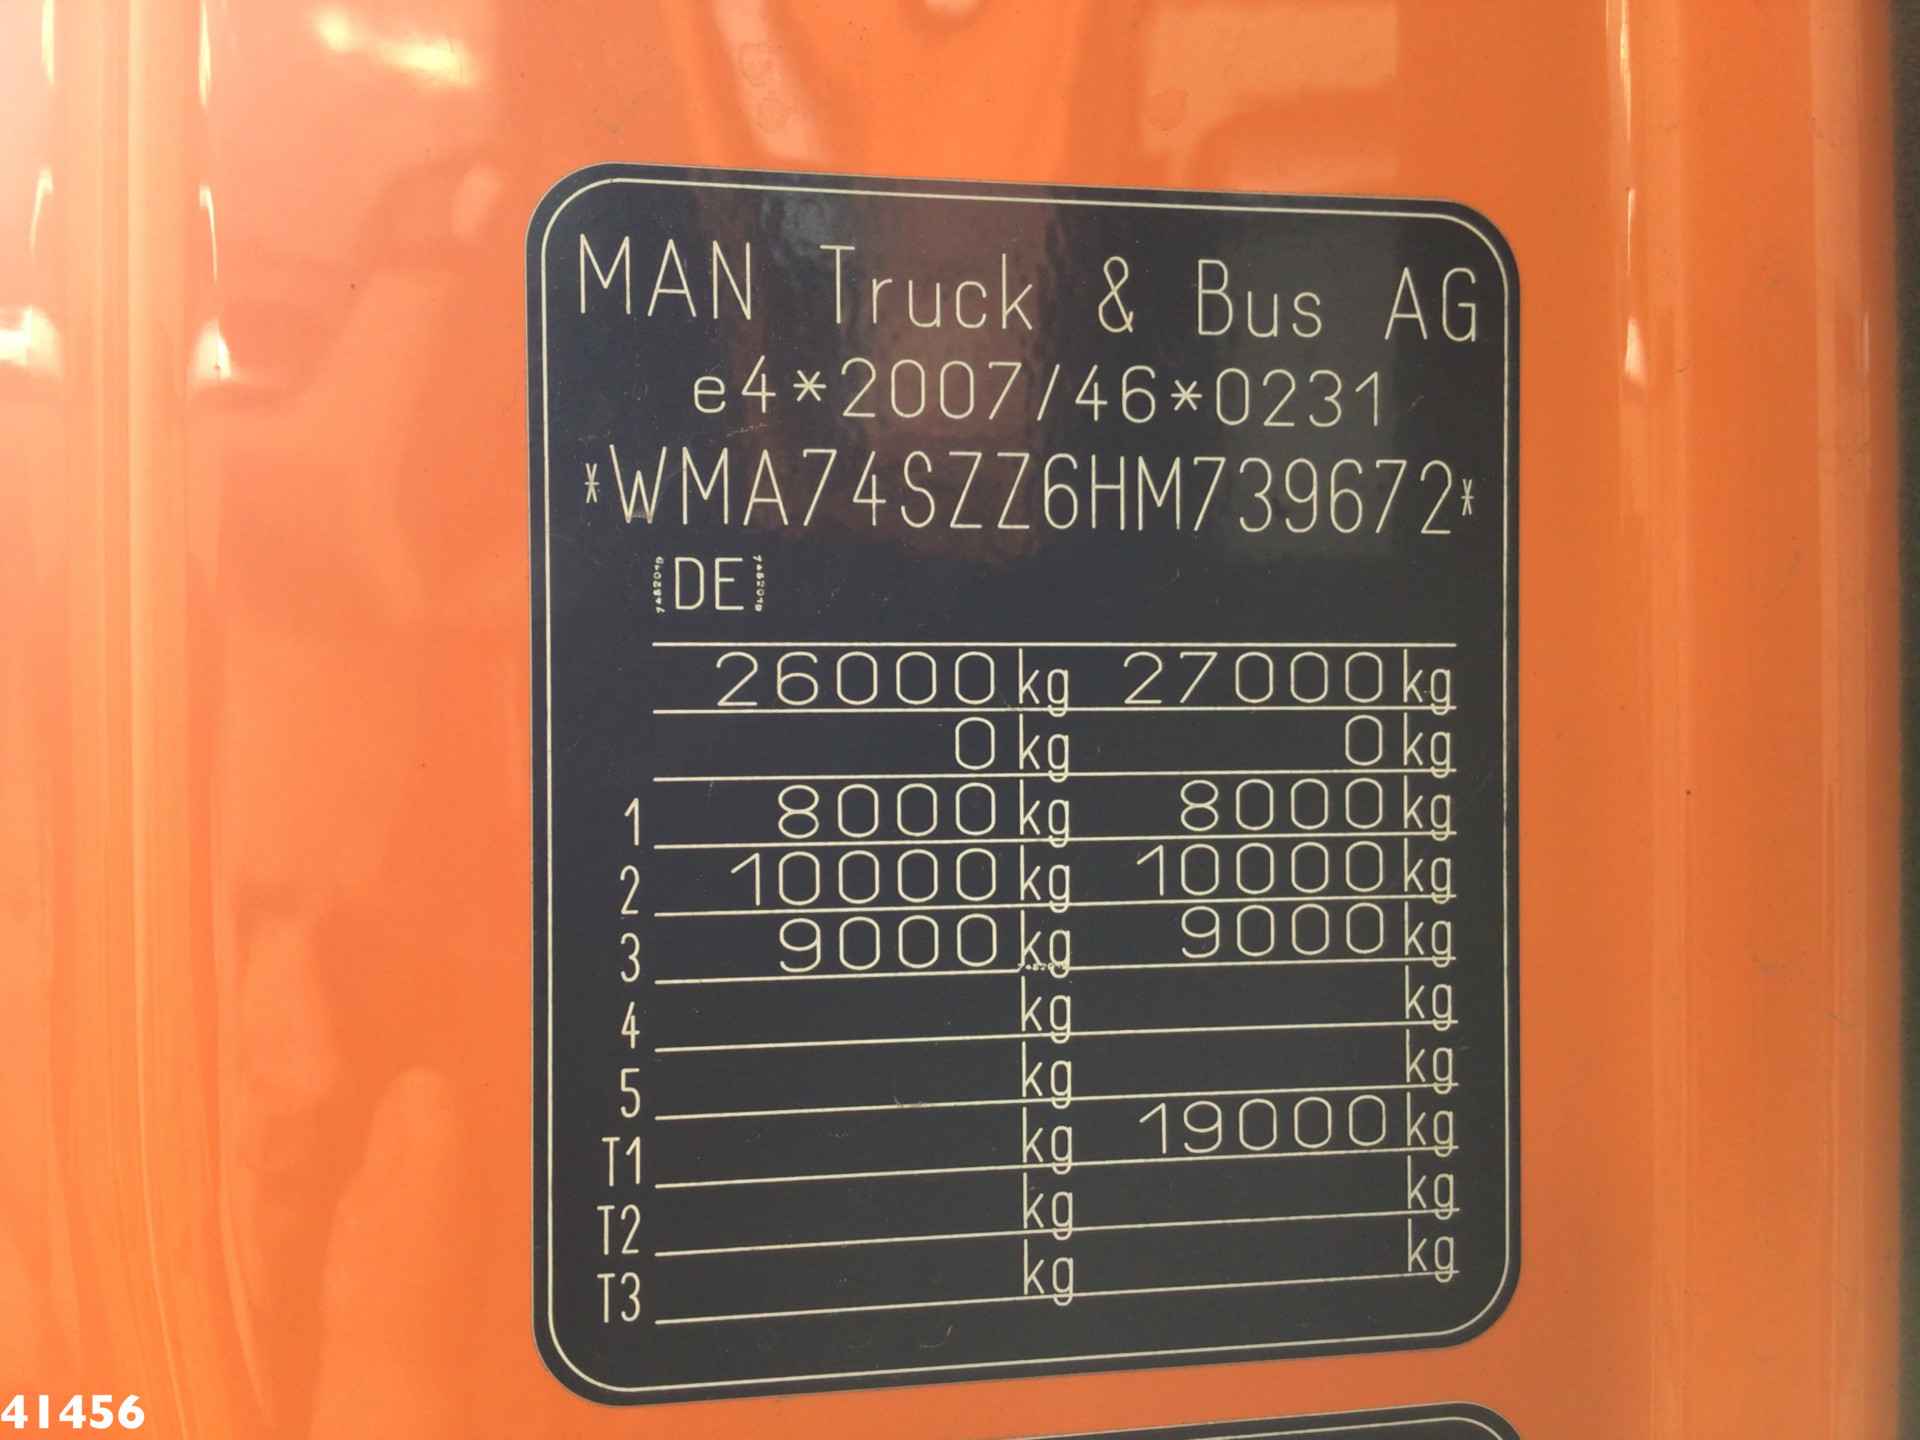 MAN Truck & Bus AG
e4*2007/46*0231
*WMA74SZZ6HM739672*
DE
26000 kg 27000 kg
0 kg 0 kg
1 8000 kg 8000 kg
2 10000 kg 10000 kg
3 9000 kg 9000 kg
4 kg kg
5 kg kg
T1 kg 19000 kg
T2 kg kg
T3 kg kg
41456